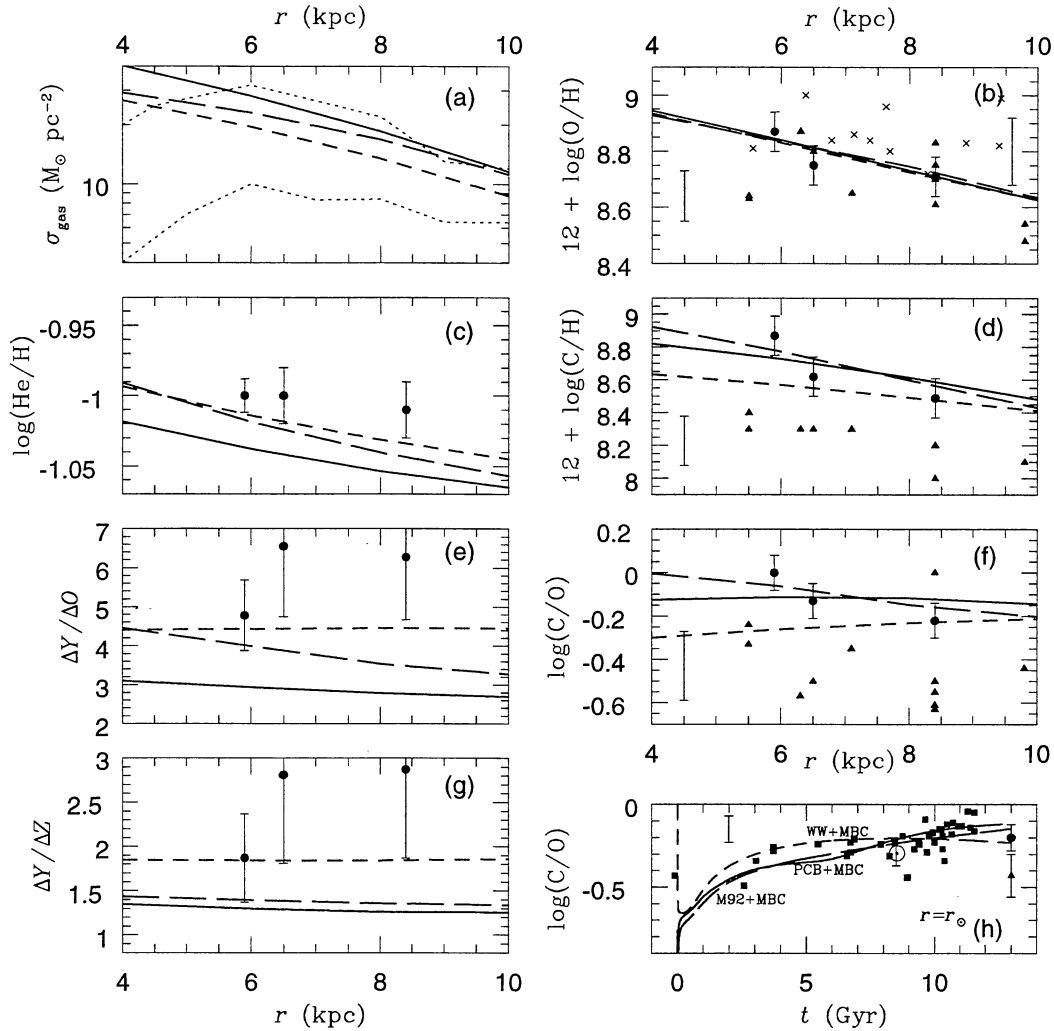 r (kpc)
r (kpc)
4 6 8 10
4 6 8 10
(a)
10
σgas (M⊙ pc−2)
(b)
9
8.8
8.6
8.4
12 + log(O/H)
(c)
-0.95
-1
-1.05
log(He/H)
(d)
9
8.8
8.6
8.4
8.2
8
12 + log(C/H)
(e)
7
6
5
4
3
2
ΔY/ΔO
(f)
0.2
0
-0.2
-0.4
-0.6
log(C/O)
4 6 8 10
r (kpc)
(g)
3
2.5
2
1.5
1
ΔY/ΔZ
4 6 8 10
r (kpc)
0
-0.5
log(C/O)
WW+MBC
PCB+MBC
M92+MBC
r=r⊙ (h)
0 5 10
t (Gyr)